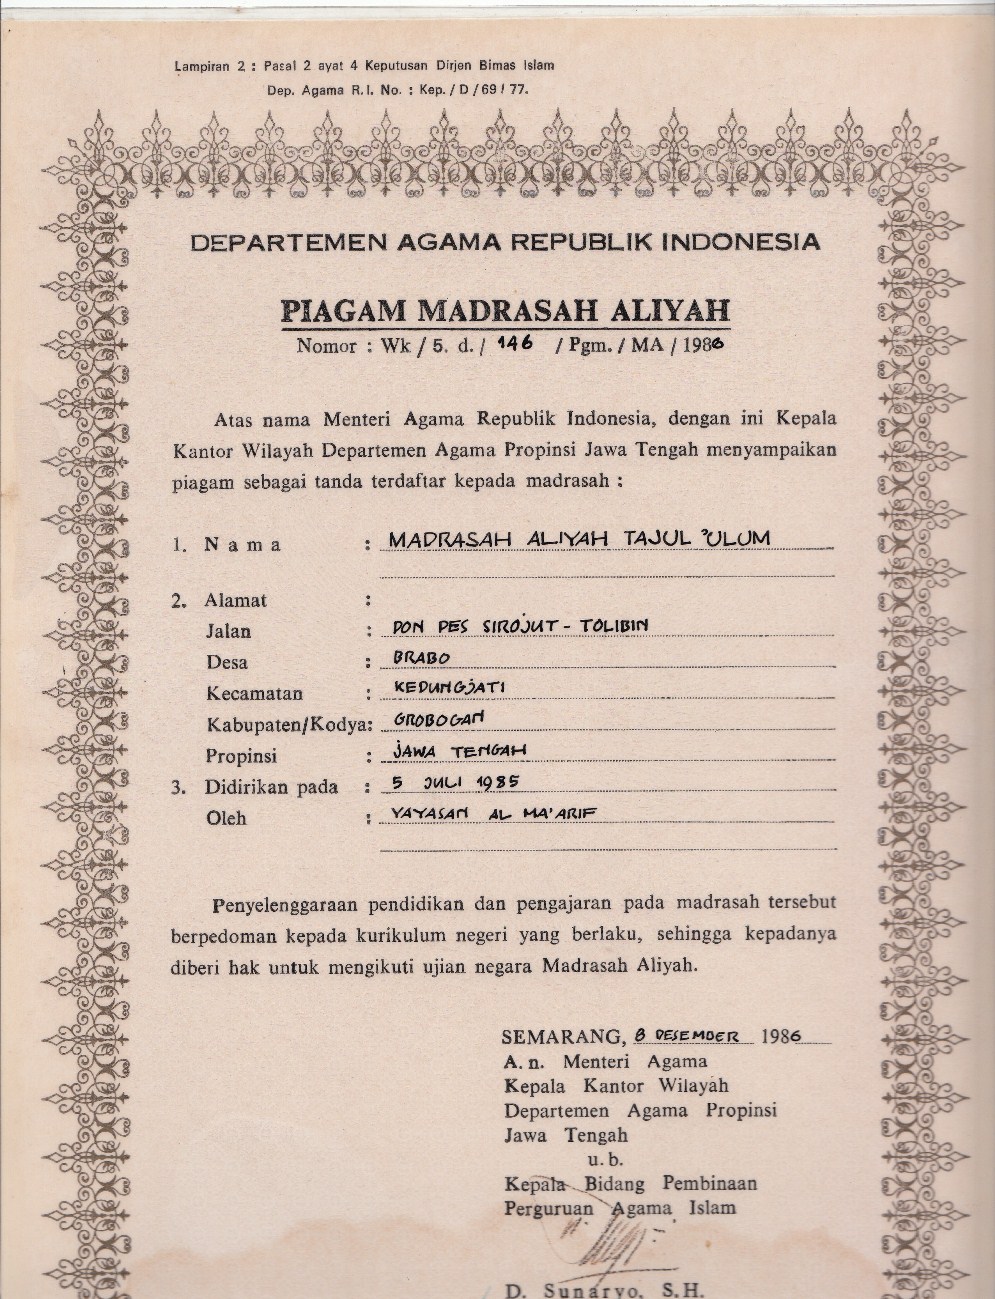 Lampiran 2 : Pasal 2 ayat 4 Keputusan Dirjen Bimas Islam
Dep. Agama R.I. No. : Kep. / D / 69 / 77.
DEPARTEMEN AGAMA REPUBLIK INDONESIA
PIAGAM MADRASAH ALIYAH
Nomor : Wk / 5. d. / 146 / Pgm. / MA / 1986
Atas nama Menteri Agama Republik Indonesia, dengan ini Kepala
Kantor Wilayah Departemen Agama Propinsi Jawa Tengah menyampaikan
piagam sebagai tanda terdaftar kepada madrasah :
1. Nama : MADRASAH ALIYAH TAJUL 'ULUM
2. Alamat :
Jalan : PON PES SIROJUT - TOLIBIN
Desa : BRABO
Kecamatan : KEDUNGJATI
Kabupaten/Kodya: GROBOGAN
Propinsi : JAWA TENGAH
3. Didirikan pada : 5 JULI 1985
Oleh : YAYASAN AL MA'ARIF
Penyelenggaraan pendidikan dan pengajaran pada madrasah tersebut
berpedoman kepada kurikulum negeri yang berlaku, sehingga kepadanya
diberi hak untuk mengikuti ujian negara Madrasah Aliyah.
SEMARANG, 8 DESEMBER 1986
A. n. Menteri Agama
Kepala Kantor Wilayah
Departemen Agama Propinsi
Jawa Tengah
u. b.
Kepala Bidang Pembinaan
Perguruan Agama Islam
D. Sunaryo, S.H.